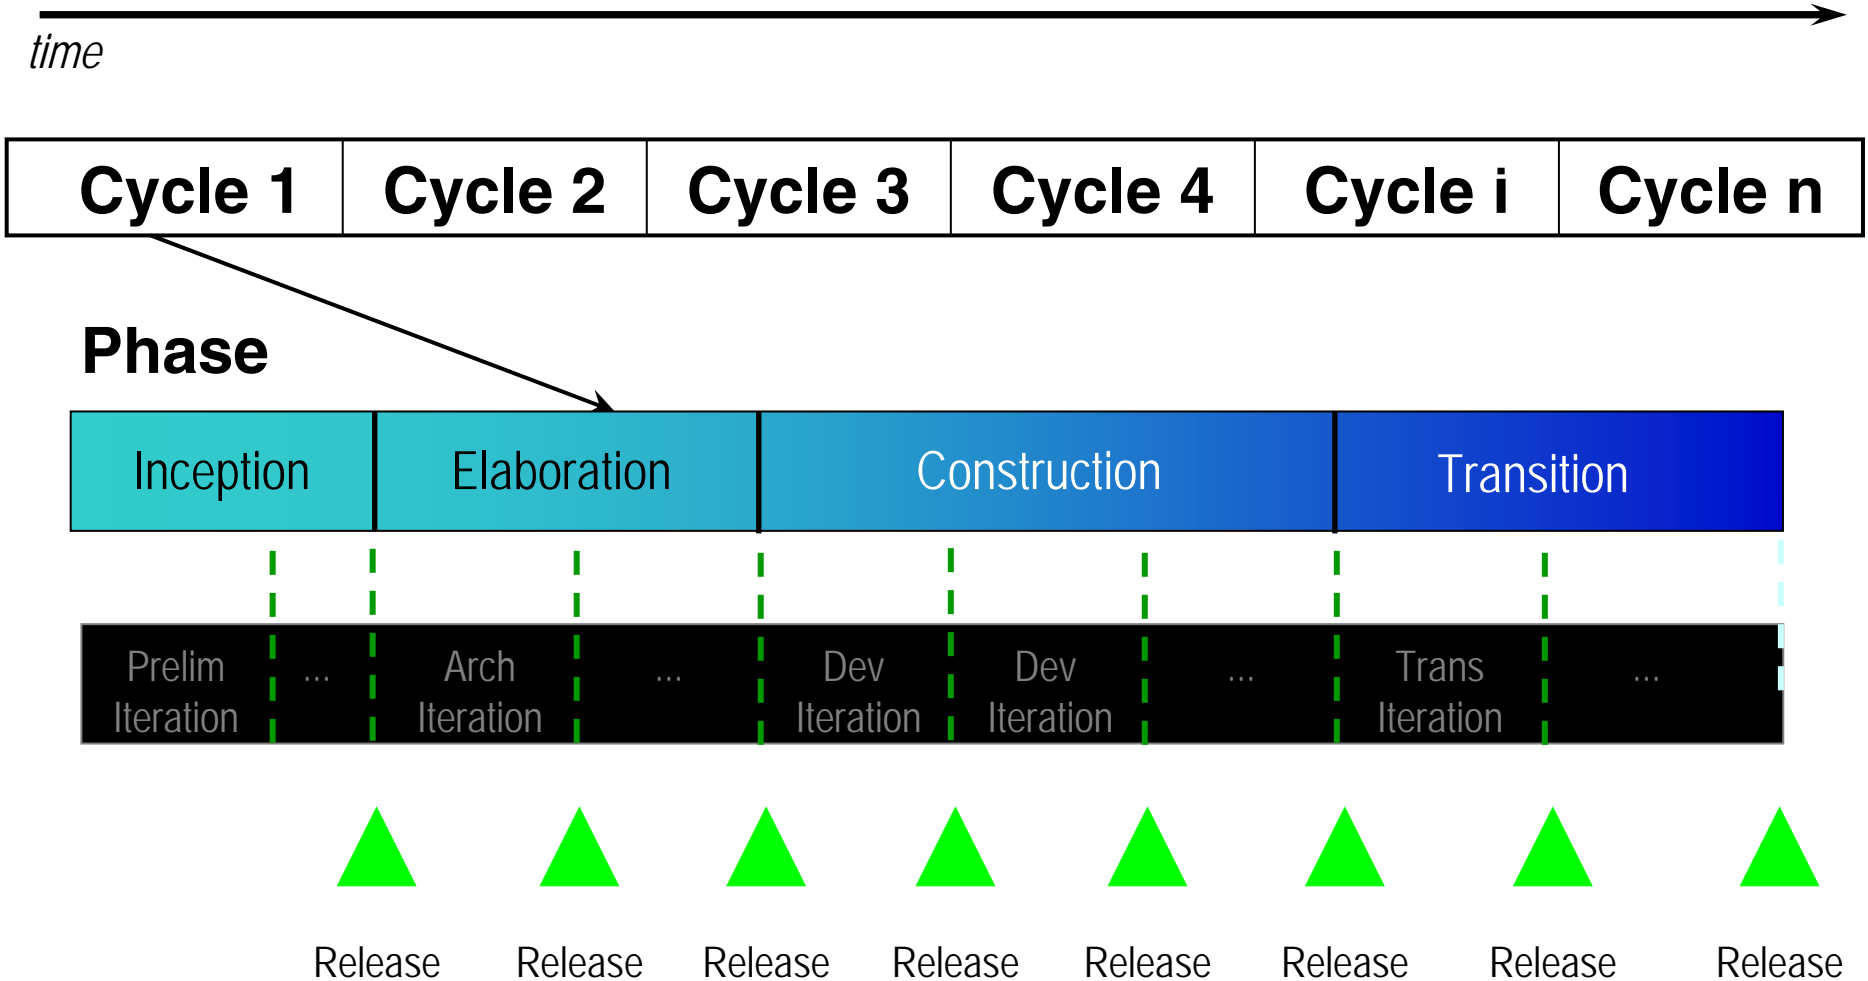 time
Cycle 1 Cycle 2 Cycle 3 Cycle 4 Cycle i Cycle n
Phase
Inception Elaboration Construction Transition
Prelim ... Arch ... Dev Dev ... Trans ...
Iteration Iteration Iteration Iteration Iteration
Release Release Release Release Release Release Release Release